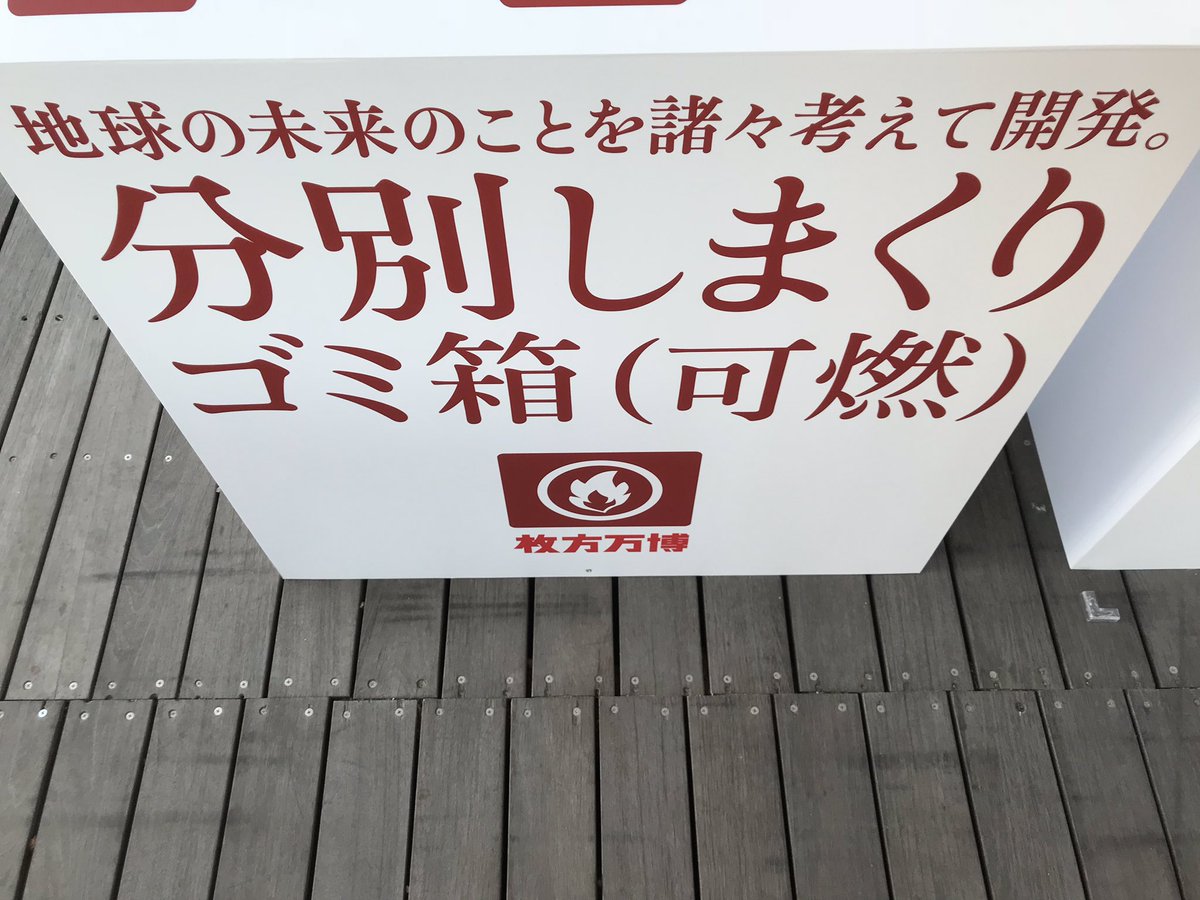 地球の未来のことを諸々考えて開発。
分別しまくり
ゴミ箱(可燃)
枚方万博